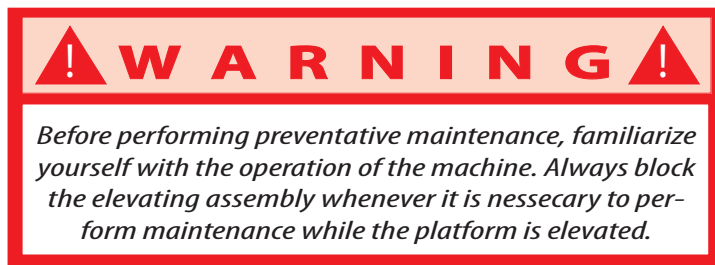 ! WARNING !
Before performing preventative maintenance, familiarize
yourself with the operation of the machine. Always block
the elevating assembly whenever it is nessecary to per-
form maintenance while the platform is elevated.